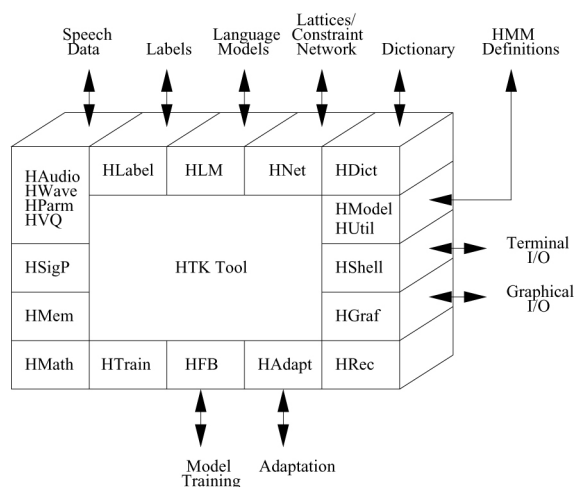 Speech
Data
Labels
Language
Models
Lattices/
Constraint
Network
Dictionary
HMM
Definitions
HAudio
HWave
HParm
HVQ
HLabel
HLM
HNet
HDict
HModel
HUtil
HSigP
HTK Tool
HShell
Terminal
I/O
HMem
HGraf
Graphical
I/O
HMath
HTrain
HFB
HAdapt
HRec
Model
Training
Adaptation